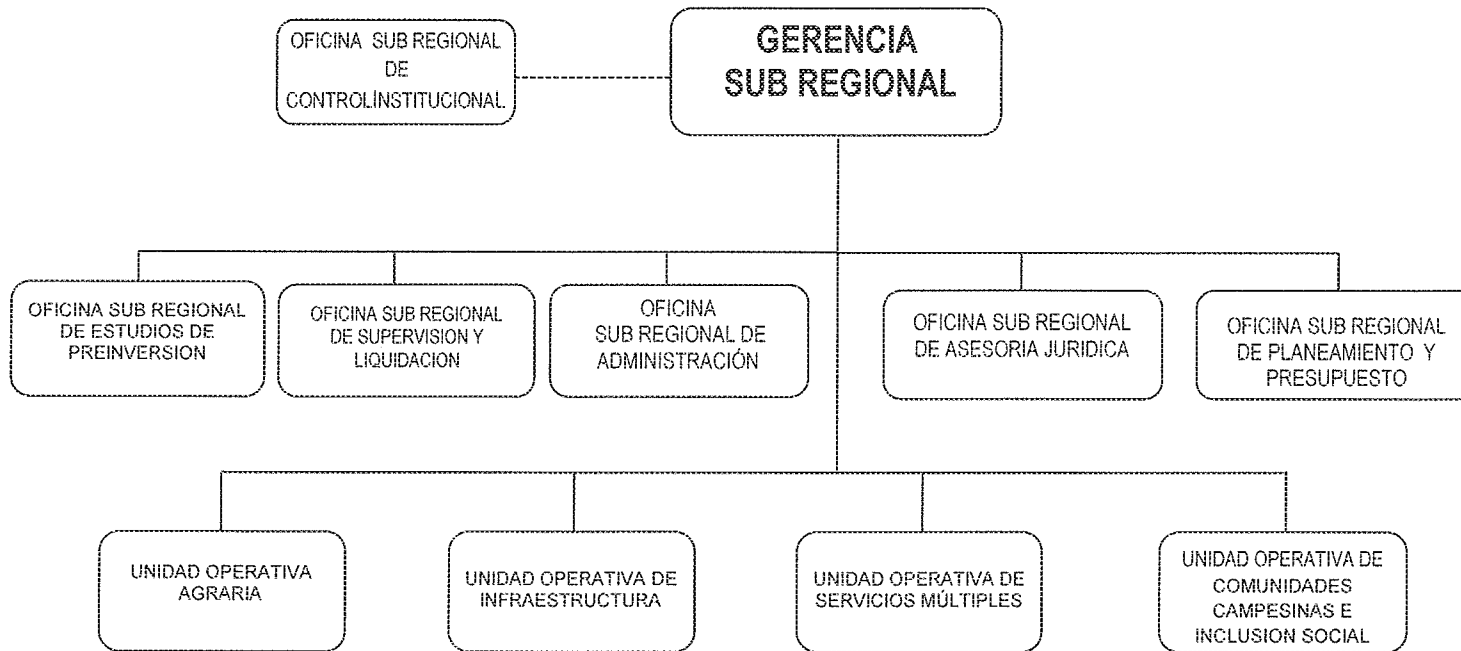 OFICINA SUB REGIONAL
DE
CONTROLINSTITUCIONAL
GERENCIA
SUB REGIONAL
OFICINA SUB REGIONAL
DE ESTUDIOS DE
PREINVERSION
OFICINA SUB REGIONAL
DE SUPERVISION Y
LIQUIDACION
OFICINA
SUB REGIONAL DE
ADMINISTRACIÓN
OFICINA SUB REGIONAL
DE ASESORIA JURIDICA
OFICINA SUB REGIONAL
DE PLANEAMIENTO Y
PRESUPUESTO
UNIDAD OPERATIVA
AGRARIA
UNIDAD OPERATIVA DE
INFRAESTRUCTURA
UNIDAD OPERATIVA DE
SERVICIOS MÚLTIPLES
UNIDAD OPERATIVA DE
COMUNIDADES
CAMPESINAS E
INCLUSION SOCIAL